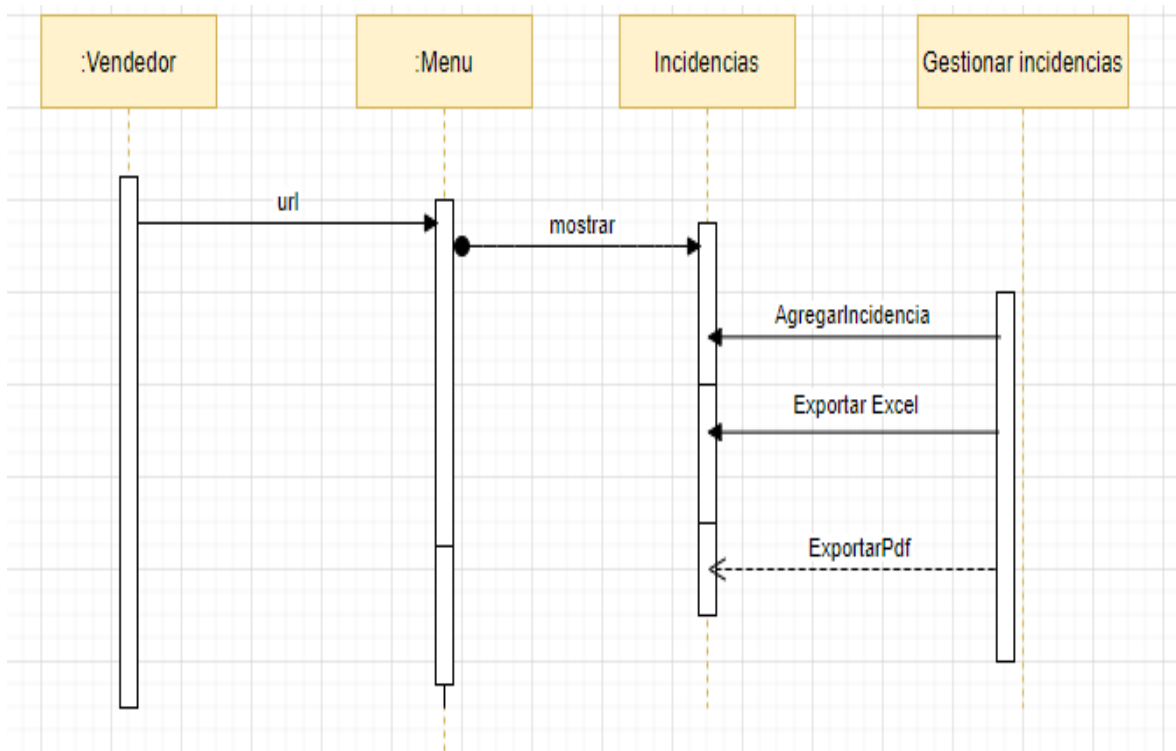 :Vendedor
:Menu
Incidencias
Gestionar incidencias
url
mostrar
AgregarIncidencia
Exportar Excel
ExportarPdf